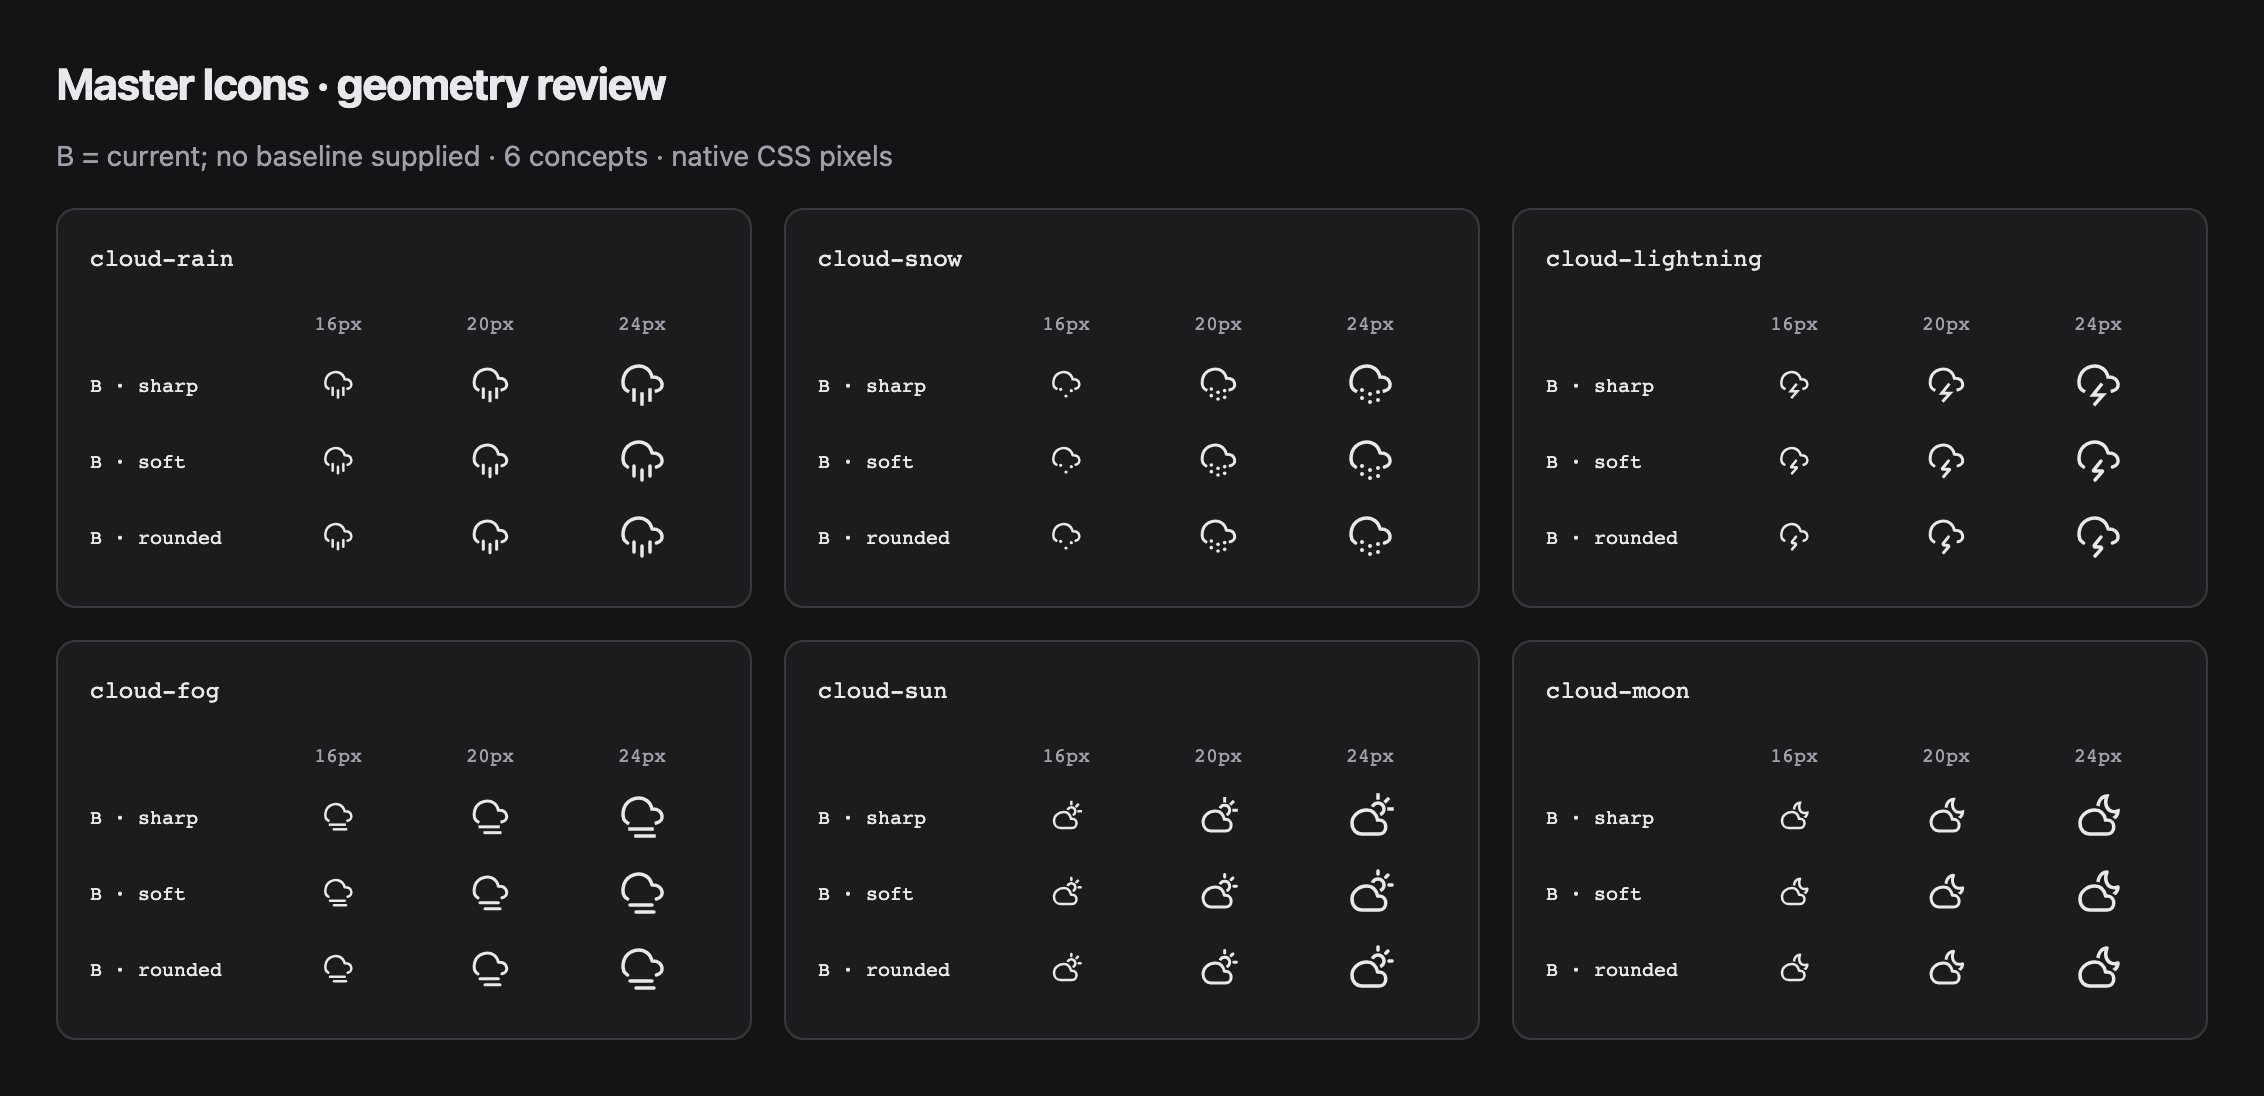 Master Icons · geometry review
B = current; no baseline supplied · 6 concepts · native CSS pixels
cloud-rain
16px 20px 24px
B · sharp
B · soft
B · rounded
cloud-snow
16px 20px 24px
B · sharp
B · soft
B · rounded
cloud-lightning
16px 20px 24px
B · sharp
B · soft
B · rounded
cloud-fog
16px 20px 24px
B · sharp
B · soft
B · rounded
cloud-sun
16px 20px 24px
B · sharp
B · soft
B · rounded
cloud-moon
16px 20px 24px
B · sharp
B · soft
B · rounded